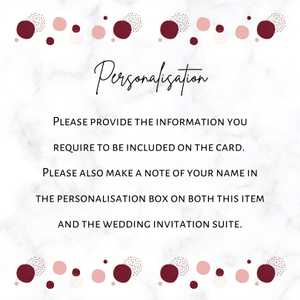 Personalisation
Please provide the information you
require to be included on the card.
Please also make a note of your name in
the personalisation box on both this item
and the wedding invitation suite.